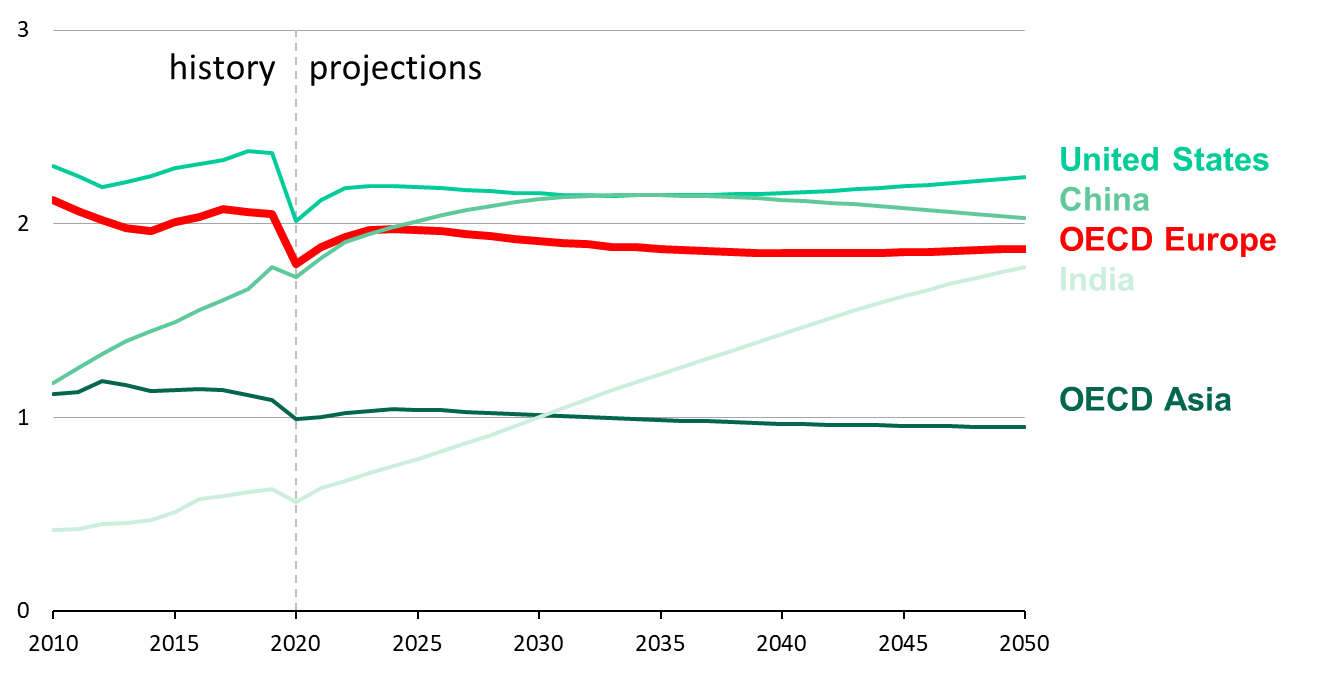 3
history projections
United States
China
2
OECD Europe
India
OECD Asia
1
0
2010 2015 2020 2025 2030 2035 2040 2045 2050